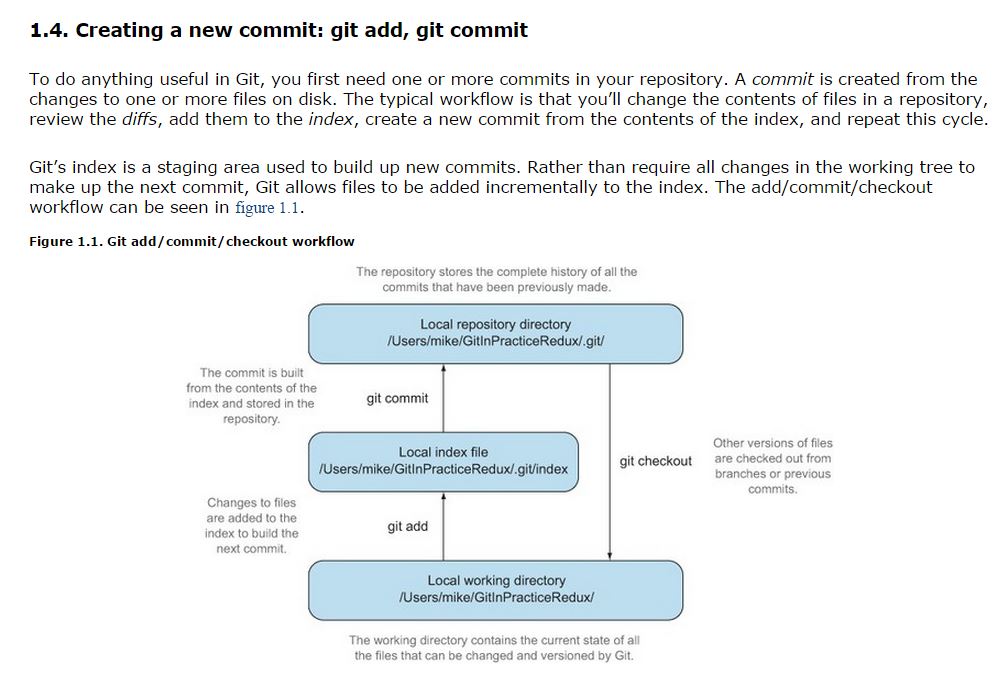 1.4. Creating a new commit: git add, git commit
To do anything useful in Git, you first need one or more commits in your repository. A commit is created from the
changes to one or more files on disk. The typical workflow is that you’ll change the contents of files in a repository,
review the diffs, add them to the index, create a new commit from the contents of the index, and repeat this cycle.
Git’s index is a staging area used to build up new commits. Rather than require all changes in the working tree to
make up the next commit, Git allows files to be added incrementally to the index. The add/commit/checkout
workflow can be seen in figure 1.1.
Figure 1.1. Git add/commit/checkout workflow
The repository stores the complete history of all the
commits that have been previously made.
Local repository directory
/Users/mike/GitInPracticeRedux/.git/
The commit is built
from the contents of the
index and stored in the
repository.
git commit
Local index file
/Users/mike/GitInPracticeRedux/.git/index
git checkout
Other versions of files
are checked out from
branches or previous
commits.
Changes to files
are added to the
index to build the
next commit.
git add
Local working directory
/Users/mike/GitInPracticeRedux/
The working directory contains the current state of all
the files that can be changed and versioned by Git.